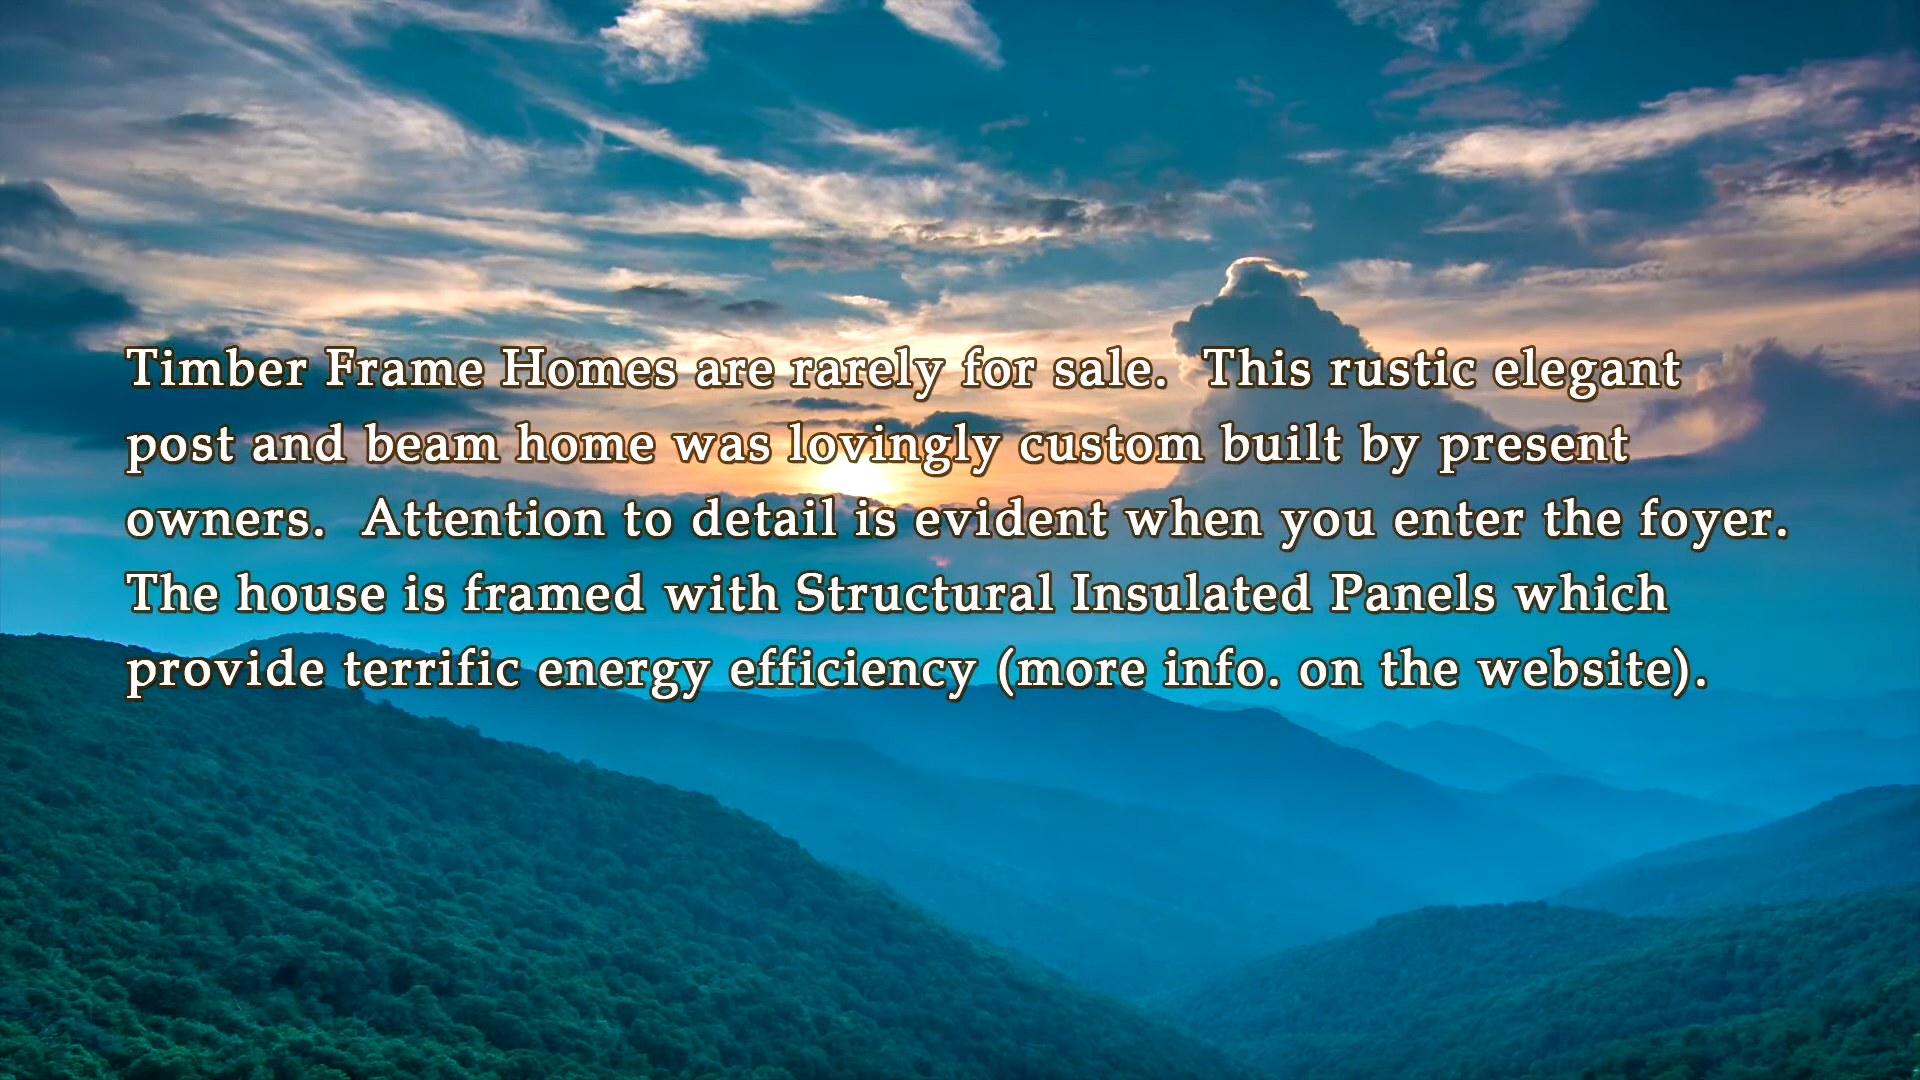 Timber Frame Homes are rarely for sale.  This rustic elegant
post and beam home was lovingly custom built by present
owners.  Attention to detail is evident when you enter the foyer.
The house is framed with Structural Insulated Panels which
provide terrific energy efficiency (more info. on the website).